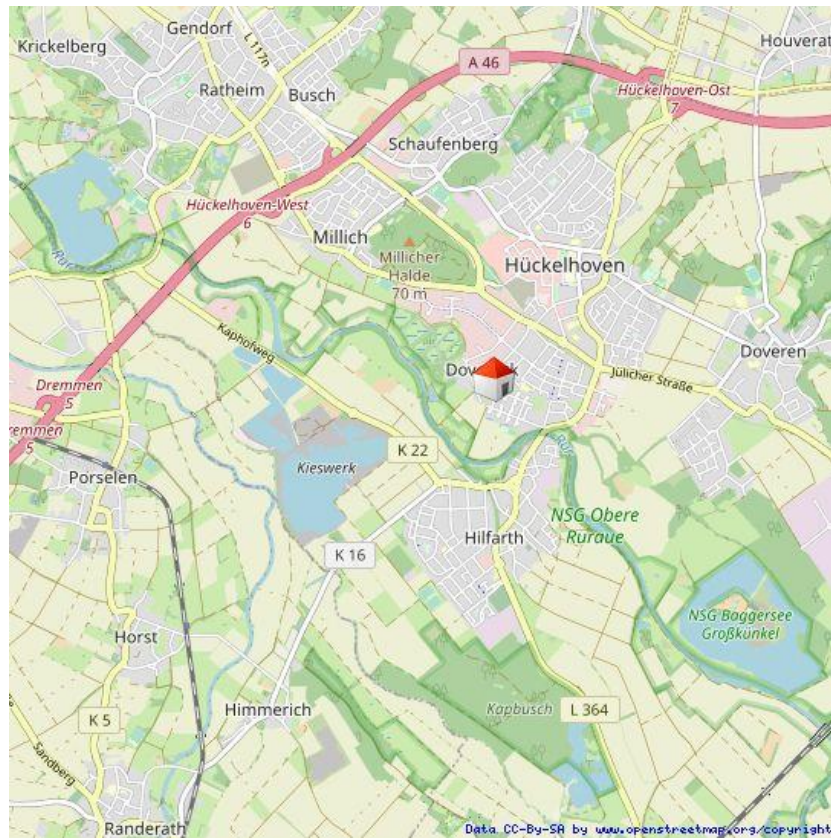 Gendorf
Krickelberg
L 117n
Houverat
A 46
Ratheim
Busch
Hückelhoven-Ost
7
Schaufenberg
Hückelhoven-West
6
Millich
Millicher
Halde
70 m
Hückelhoven
Rur
Kaphofweg
Doveren
Jülicher Straße
Dremmen
5
Dremmen
5
K 22
Rur
Kieswerk
Porselen
NSG Obere
Ruraue
Hilfarth
K 16
NSG Baggersee
Großkünkel
Horst
Himmerich
Kapbusch
L 364
K 5
Sandberg
Randerath
Data CC-By-SA by www.openstreetmap.org/copyright